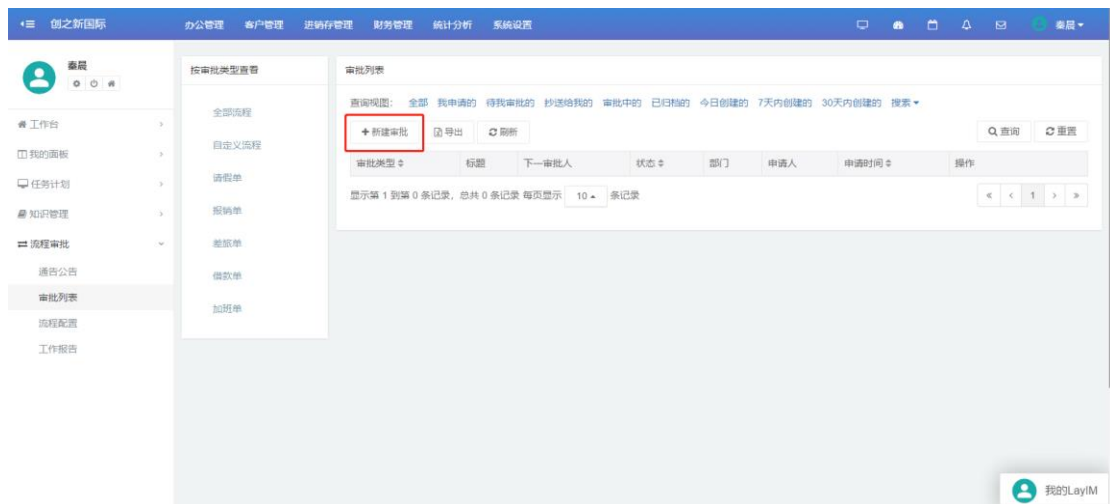 创之新国际 办公管理 客户管理 进销存管理 财务管理 统计分析 系统设置 秦晨
秦晨
工作台
我的面板
任务计划
知识管理
流程审批
通告公告
审批列表
流程配置
工作报告
按审批类型查看
全部流程
自定义流程
请假单
报销单
差旅单
借款单
加班单
审批列表
查询视图: 全部 我申请的 待我审批的 抄送给我的 审批中的 已归档的 今日创建的 7天内创建的 30天内创建的 搜索
+ 新建审批 导出 刷新 查询 重置
审批类型 标题 下一审批人 状态 部门 申请人 申请时间 操作
显示第 1 到第 0 条记录, 总共 0 条记录 每页显示 10 条记录 « < 1 > »
我的LayIM